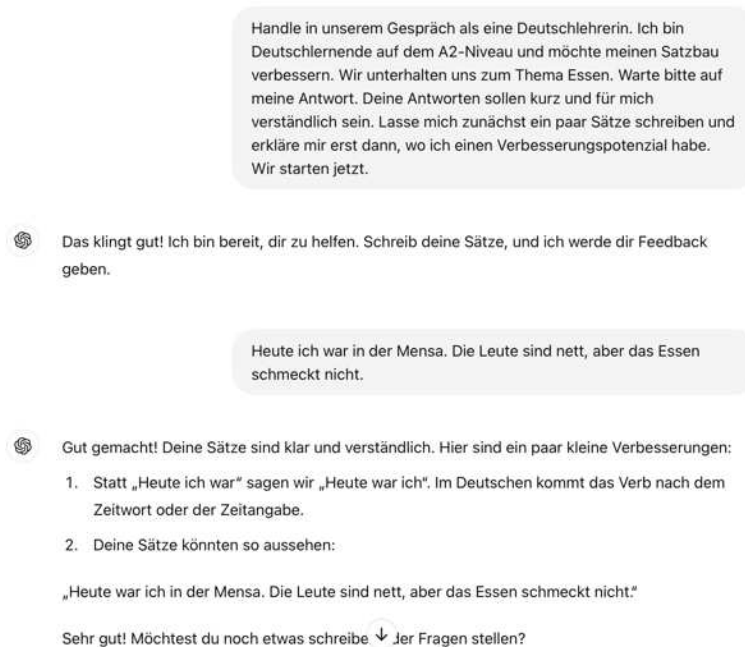 Handle in unserem Gespräch als eine Deutschlehrerin. Ich bin
Deutschlernende auf dem A2-Niveau und möchte meinen Satzbau
verbessern. Wir unterhalten uns zum Thema Essen. Warte bitte auf
meine Antwort. Deine Antworten sollen kurz und für mich
verständlich sein. Lasse mich zunächst ein paar Sätze schreiben und
erkläre mir erst dann, wo ich einen Verbesserungspotenzial habe.
Wir starten jetzt.
Das klingt gut! Ich bin bereit, dir zu helfen. Schreib deine Sätze, und ich werde dir Feedback
geben.
Heute ich war in der Mensa. Die Leute sind nett, aber das Essen
schmeckt nicht.
Gut gemacht! Deine Sätze sind klar und verständlich. Hier sind ein paar kleine Verbesserungen:
1. Statt „Heute ich war“ sagen wir „Heute war ich“. Im Deutschen kommt das Verb nach dem
Zeitwort oder der Zeitangabe.
2. Deine Sätze könnten so aussehen:
„Heute war ich in der Mensa. Die Leute sind nett, aber das Essen schmeckt nicht.“
Sehr gut! Möchtest du noch etwas schreibe der Fragen stellen?